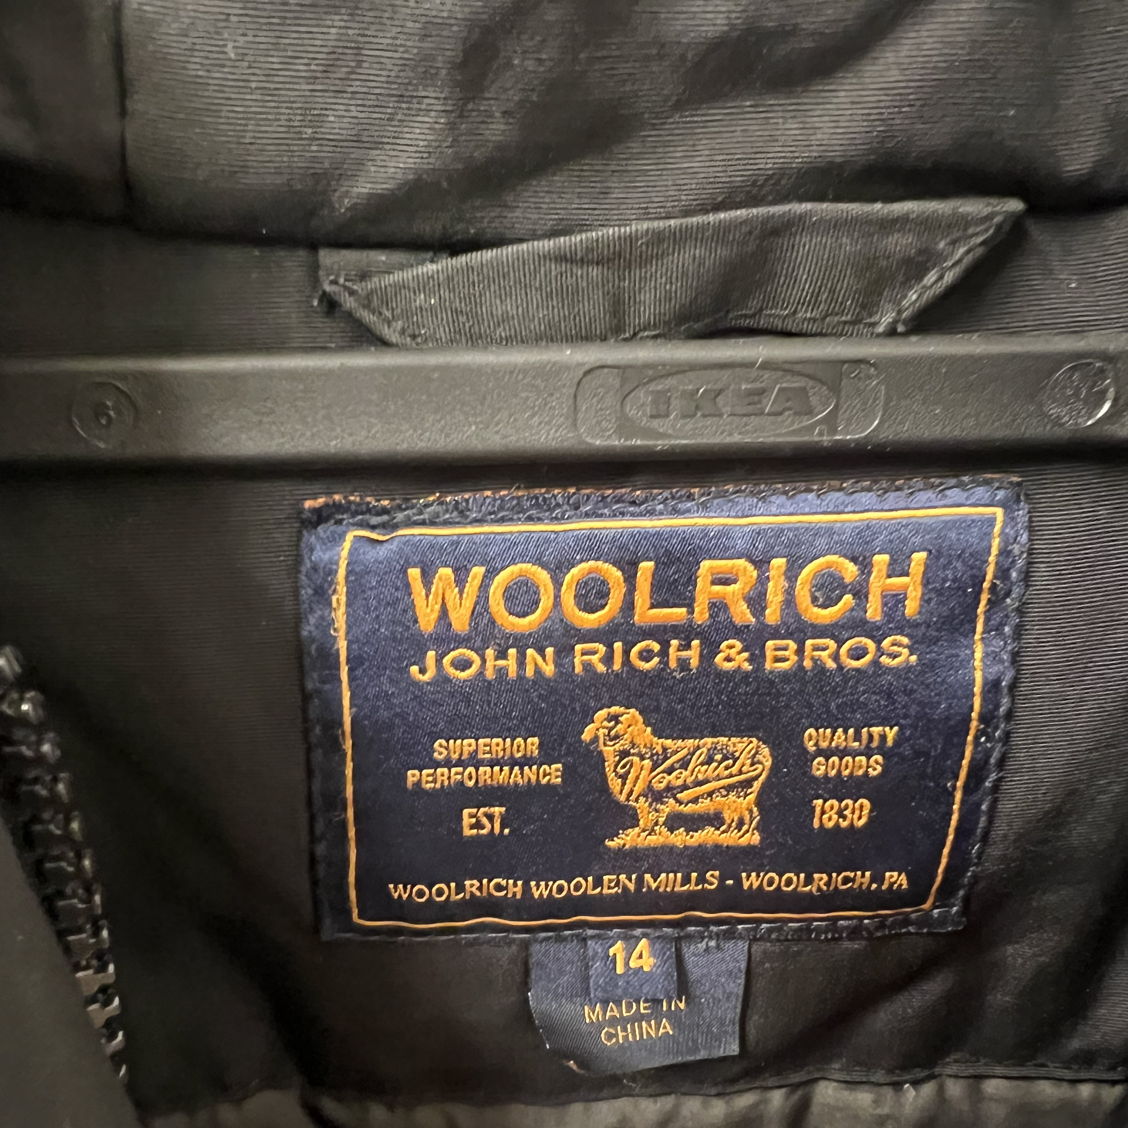 IKEA
WOOLRICH
JOHN RICH & BROS.
SUPERIOR
PERFORMANCE
EST.
Woolrich
QUALITY
GOODS
1830
WOOLRICH WOOLEN MILLS - WOOLRICH, PA
14
MADE IN
CHINA